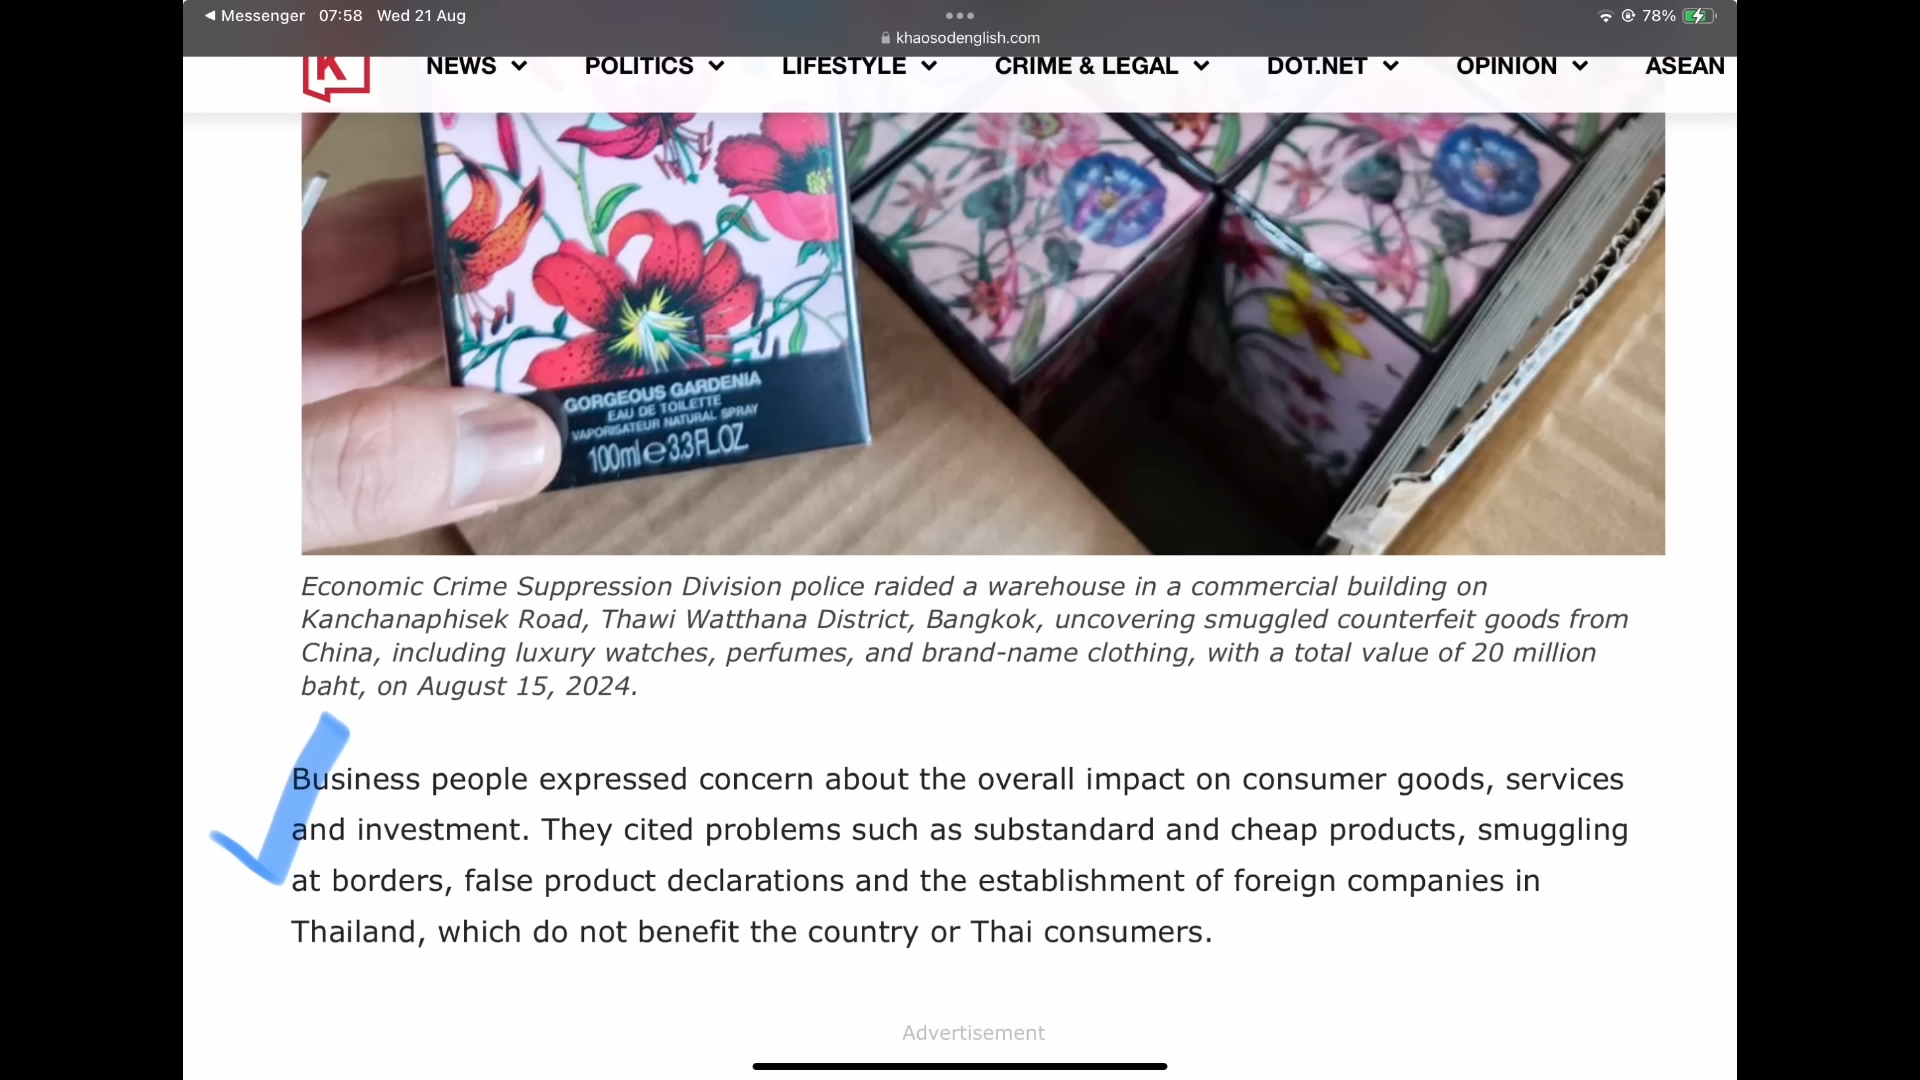 Messenger 07:58 Wed 21 Aug
78%
khaosodenglish.com
K
NEWS POLITICS LIFESTYLE CRIME & LEGAL DOT.NET OPINION ASEAN
GORGEOUS GARDENIA
EAU DE TOILETTE
VAPORISATEUR NATURAL SPRAY
100ml e 3.3FL.OZ
Economic Crime Suppression Division police raided a warehouse in a commercial building on
Kanchanaphisek Road, Thawi Watthana District, Bangkok, uncovering smuggled counterfeit goods from
China, including luxury watches, perfumes, and brand-name clothing, with a total value of 20 million
baht, on August 15, 2024.
Business people expressed concern about the overall impact on consumer goods, services
and investment. They cited problems such as substandard and cheap products, smuggling
at borders, false product declarations and the establishment of foreign companies in
Thailand, which do not benefit the country or Thai consumers.
Advertisement